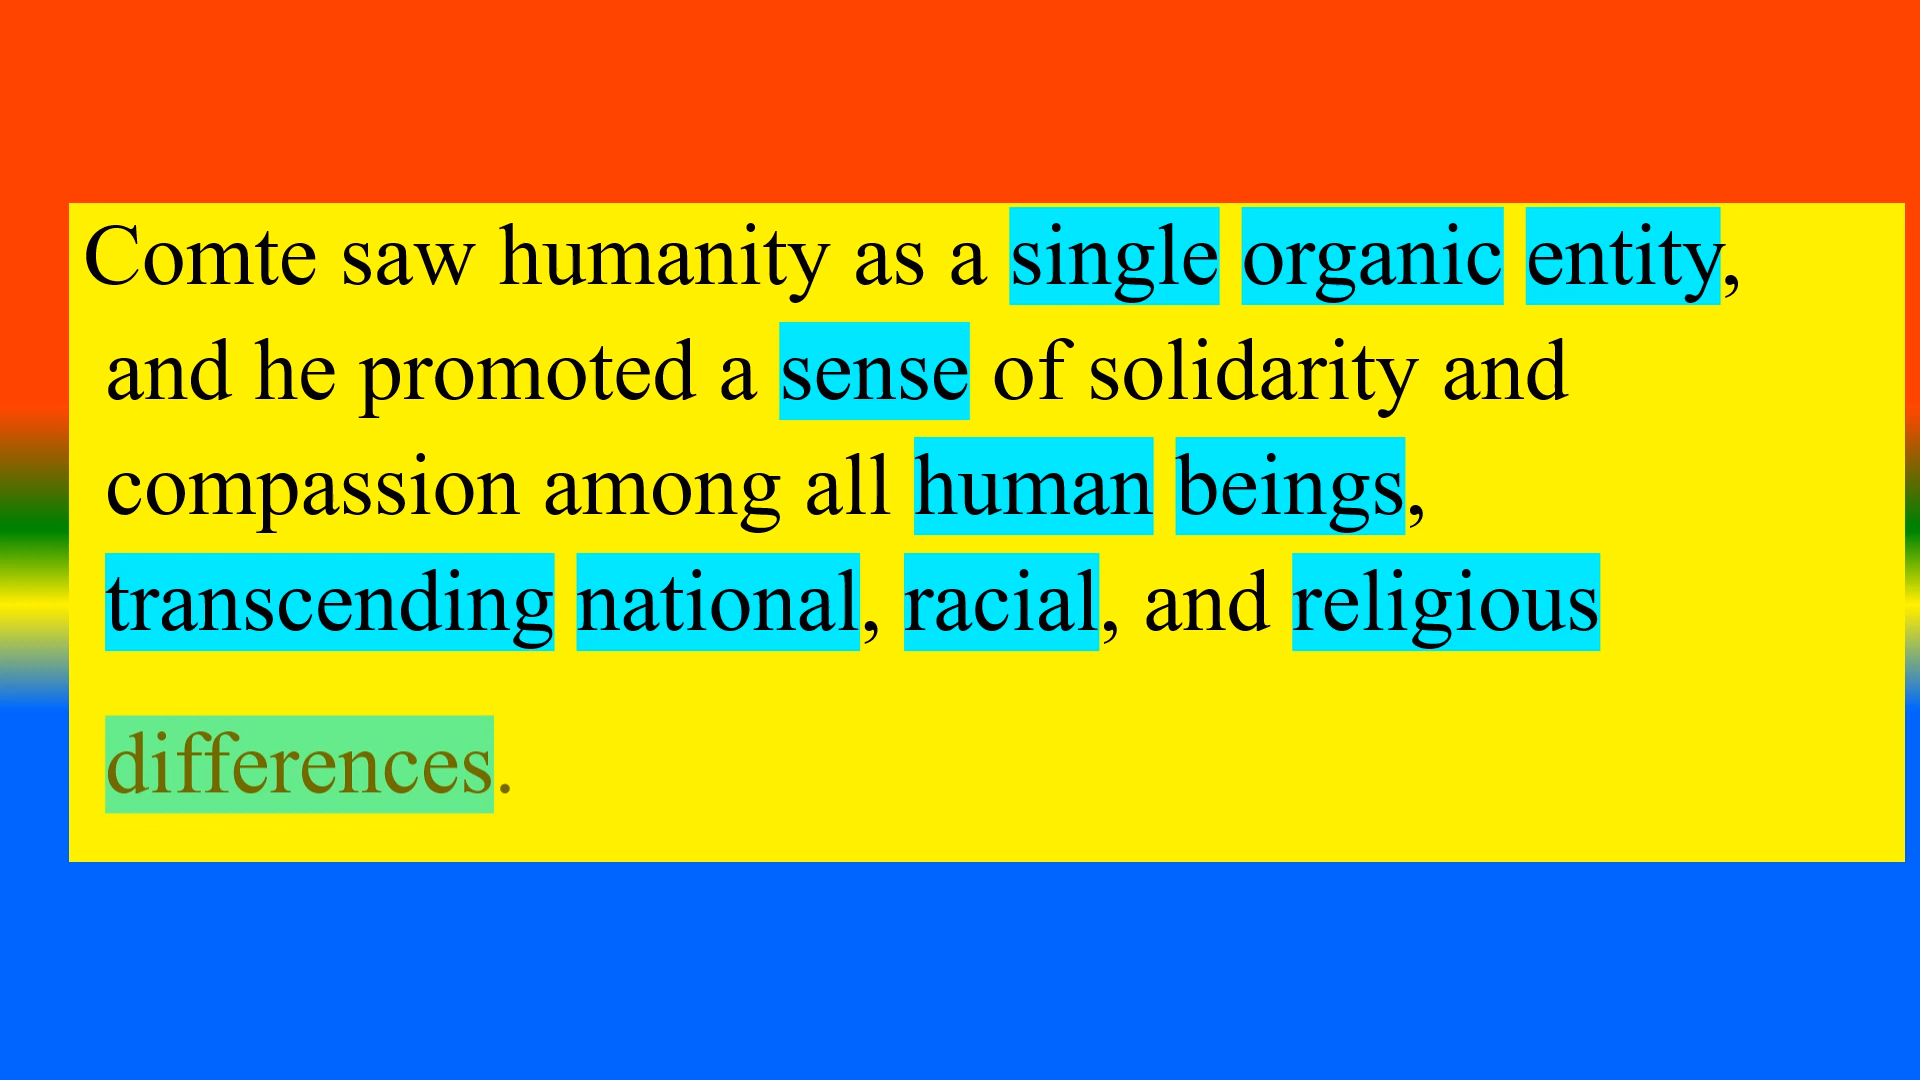 Comte saw humanity as a single organic entity,
and he promoted a sense of solidarity and
compassion among all human beings,
transcending national, racial, and religious
differences.